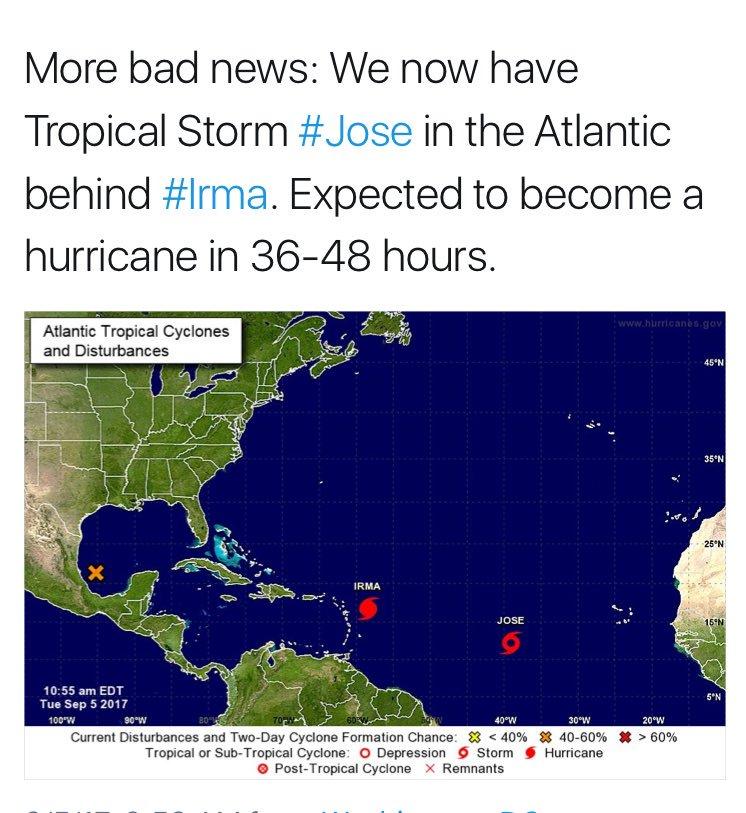 More bad news: We now have
Tropical Storm #Jose in the Atlantic
behind #Irma. Expected to become a
hurricane in 36-48 hours.
Atlantic Tropical Cyclones
and Disturbances
www.hurricanes.gov
45°N
35°N
25°N
IRMA
JOSE
15°N
10:55 am EDT
Tue Sep 5 2017
5°N
100°W 90°W 80°W 70°W 60°W 50°W 40°W 30°W 20°W
Current Disturbances and Two-Day Cyclone Formation Chance: < 40% 40-60% > 60%
Tropical or Sub-Tropical Cyclone: Depression Storm Hurricane
Post-Tropical Cyclone Remnants